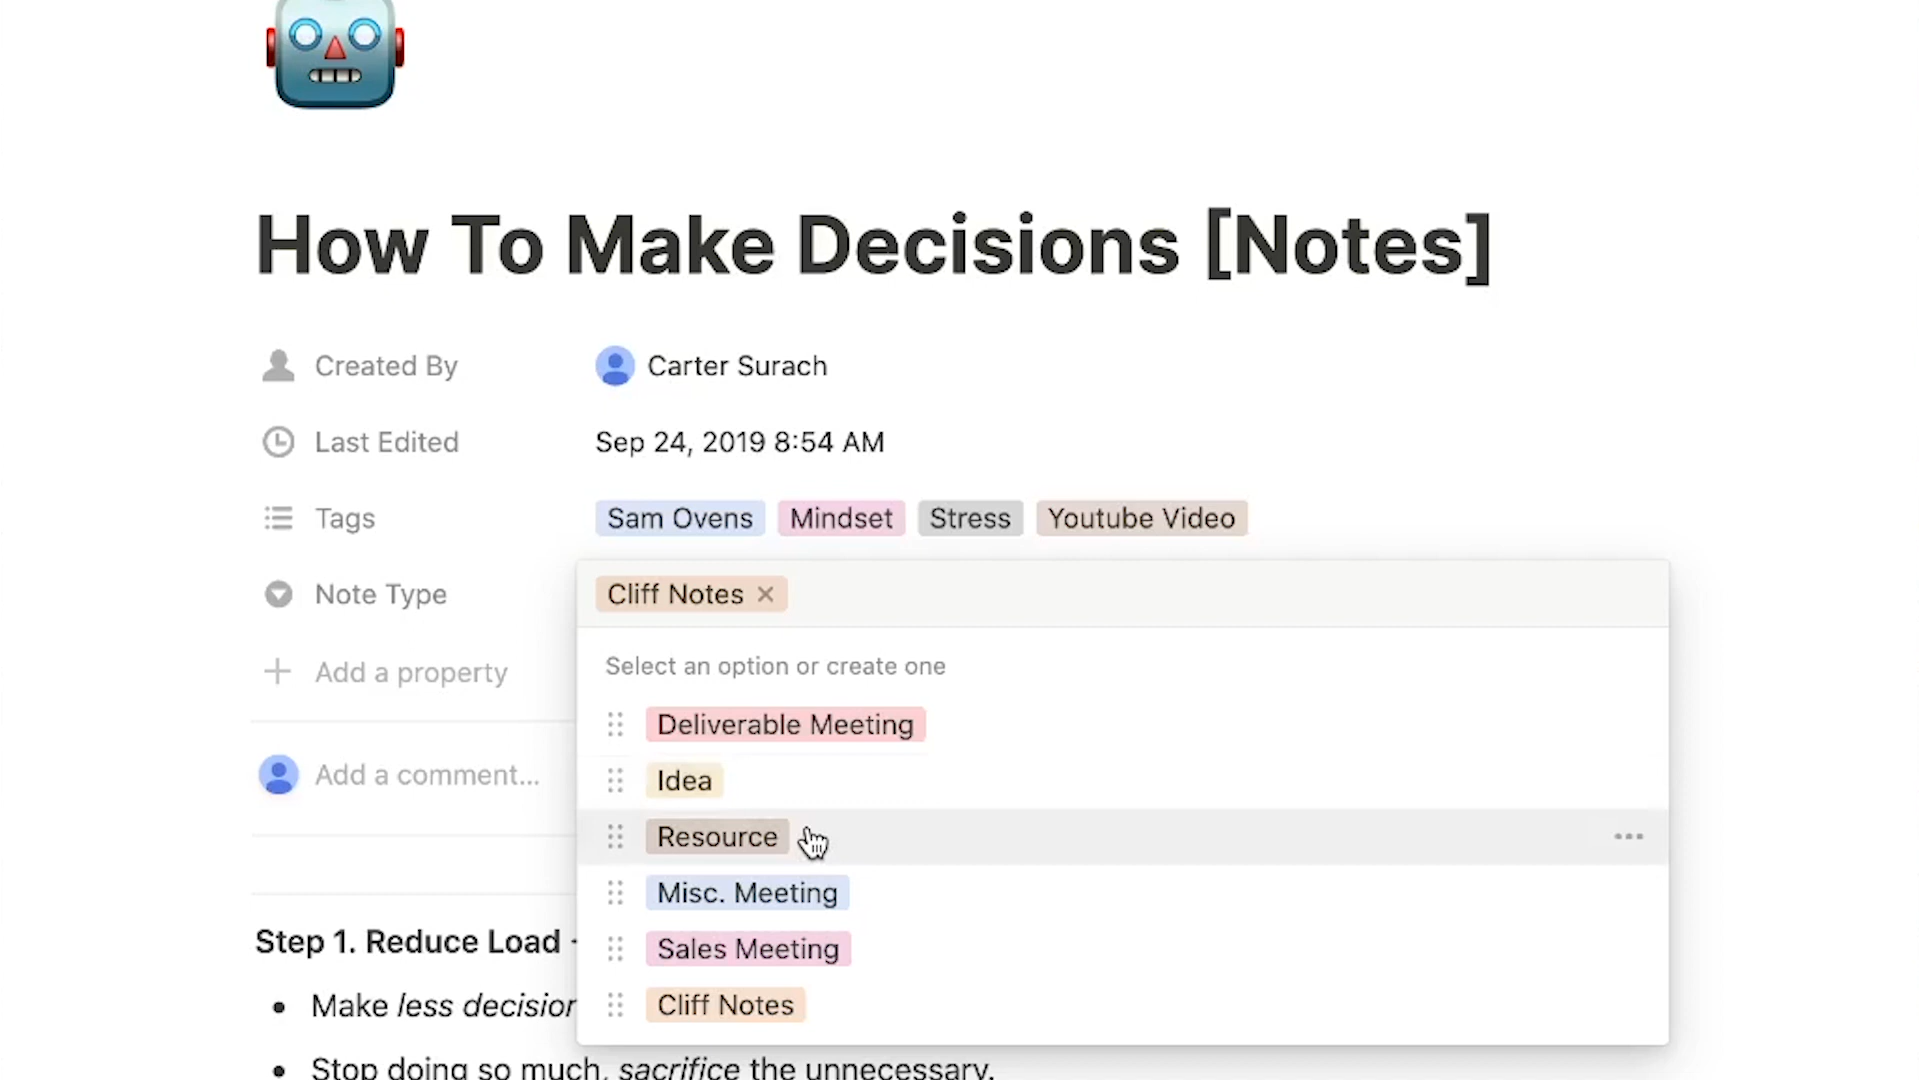 How To Make Decisions [Notes]
Created By Carter Surach
Last Edited Sep 24, 2019 8:54 AM
Tags Sam Ovens Mindset Stress Youtube Video
Note Type Cliff Notes
Add a property
Select an option or create one
Deliverable Meeting
Add a comment...
Idea
Resource
Misc. Meeting
Step 1. Reduce Load
Sales Meeting
Make less decision
Cliff Notes
Stop doing so much, sacrifice the unnecessary.